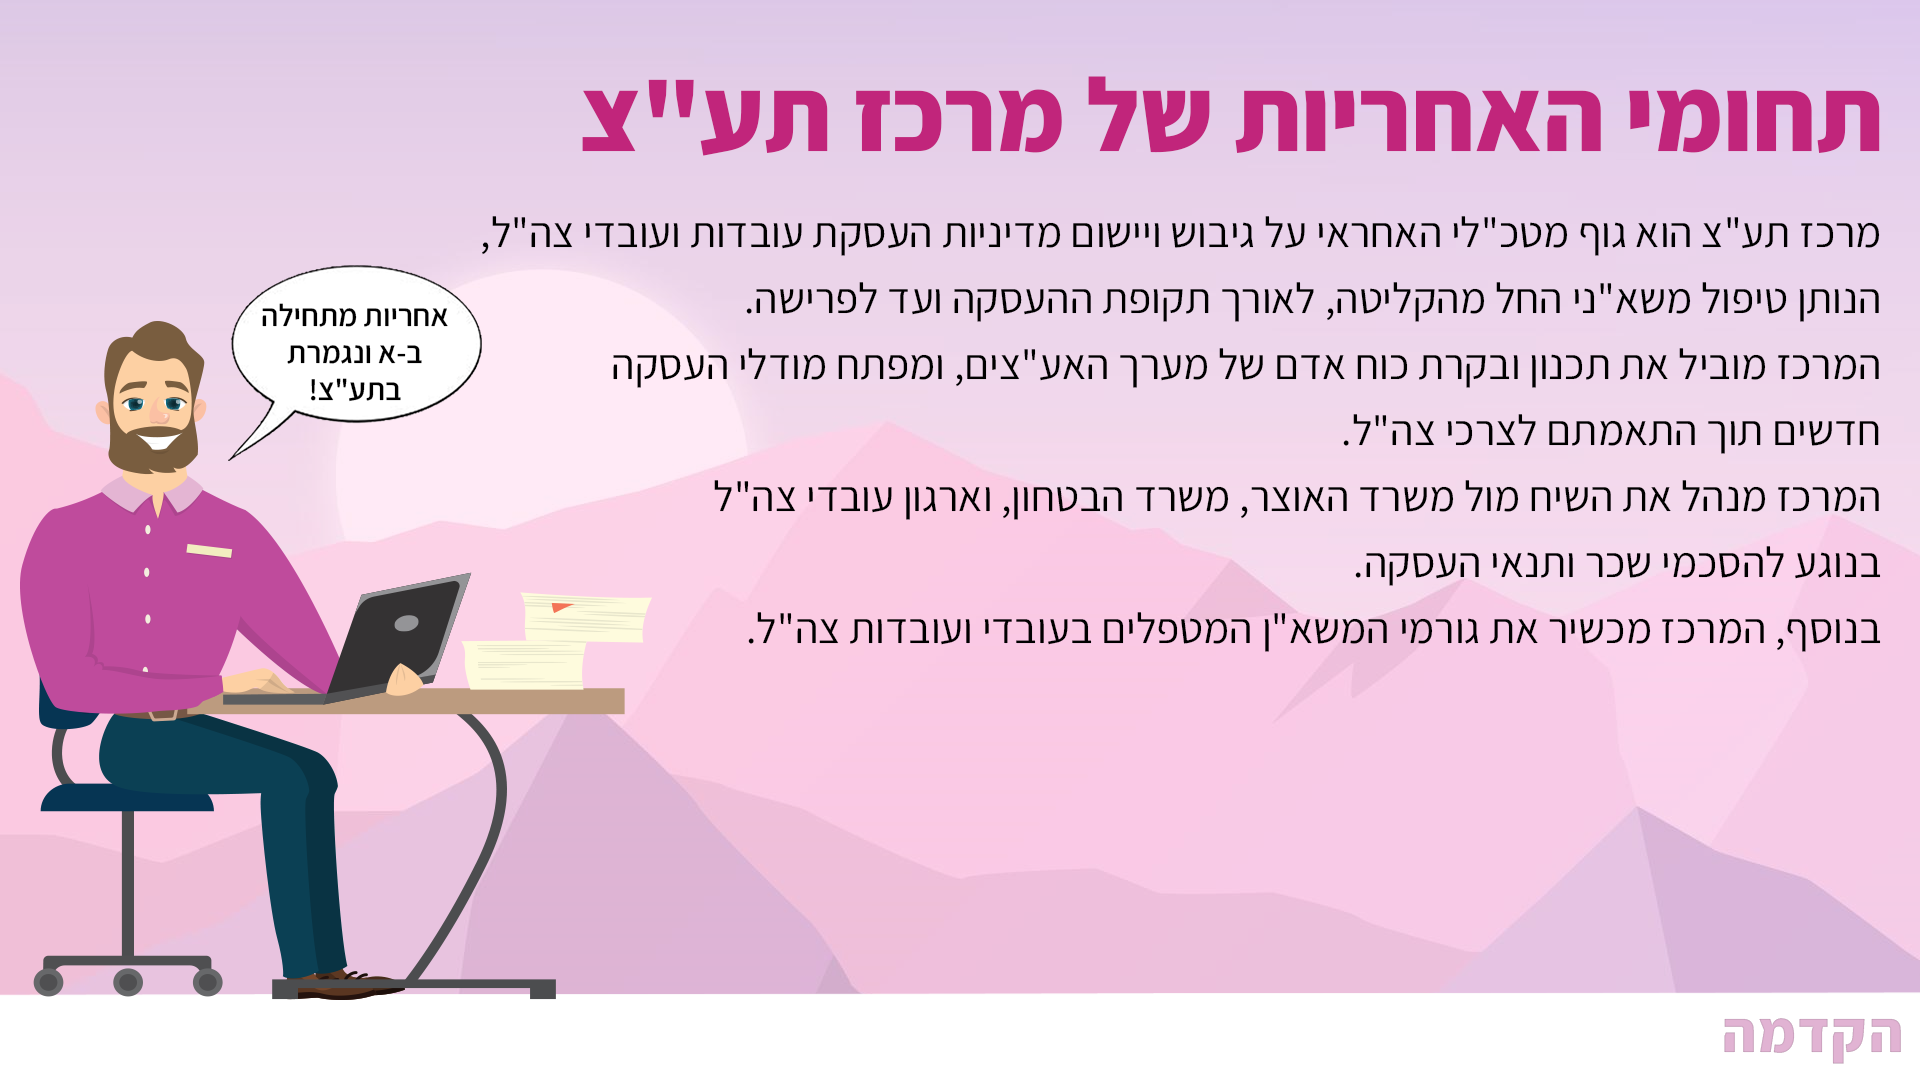 תחומי האחריות של מרכז תע"צ
מרכז תע"צ הוא גוף מטכ"לי האחראי על גיבוש ויישום מדיניות העסקת עובדות ועובדי צה"ל,
הנותן טיפול משא"ני החל מהקליטה, לאורך תקופת ההעסקה ועד לפרישה.
המרכז מוביל את תכנון ובקרת כוח אדם של מערך האע"צים, ומפתח מודלי העסקה
חדשים תוך התאמתם לצרכי צה"ל.
המרכז מנהל את השיח מול משרד האוצר, משרד הבטחון, וארגון עובדי צה"ל
בנוגע להסכמי שכר ותנאי העסקה.
בנוסף, המרכז מכשיר את גורמי המשא"ן המטפלים בעובדי ועובדות צה"ל.
אחריות מתחילה
ב-א ונגמרת
בתע"צ!
הקדמה